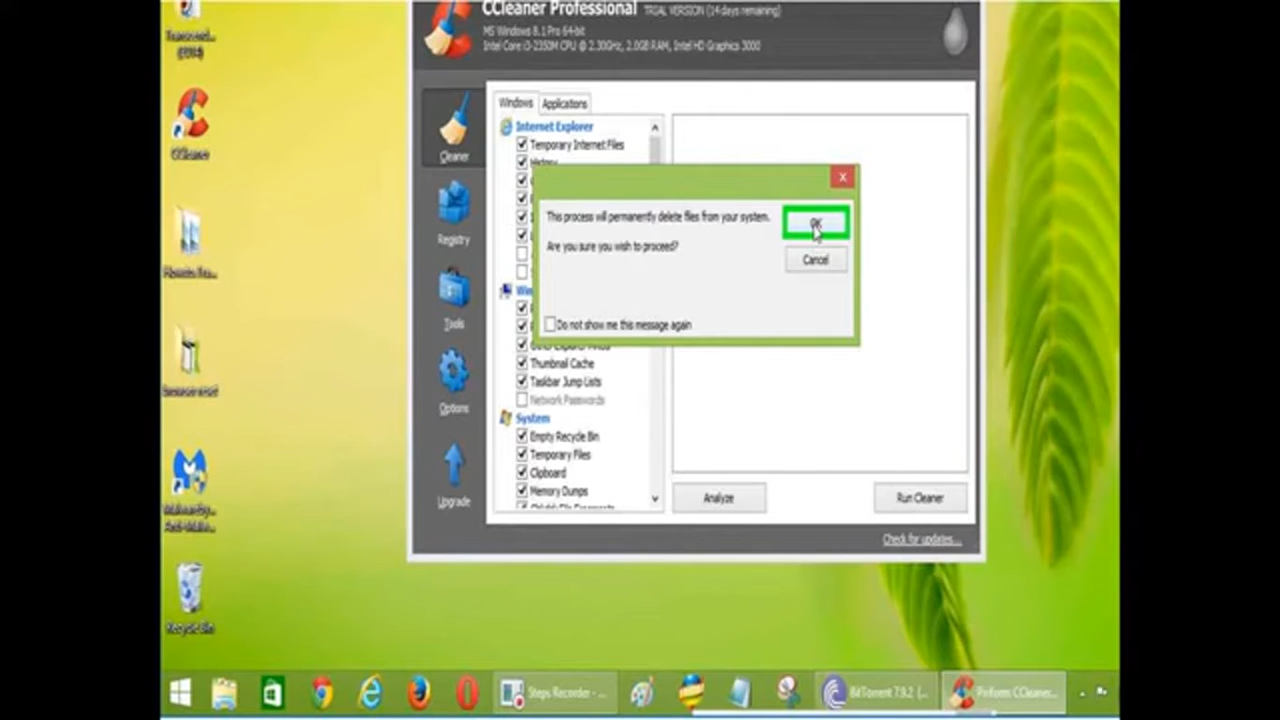 CCleaner Professional TRIAL VERSION (14 days remaining)
MS Windows 8.1 Pro 64-bit
Intel Core i3-2350M CPU @ 2.30GHz, 2.0GB RAM, Intel HD Graphics 3000
Transcend...
CCleaner
browser reset
Recycle Bin
Cleaner
Registry
Tools
Options
Upgrade
Windows
Applications
Internet Explorer
Temporary Internet Files
History
X
This process will permanently delete files from your system.
Are you sure you wish to proceed?
OK
Cancel
Do not show me this message again
Thumbnail Cache
Taskbar Jump Lists
Network Passwords
System
Empty Recycle Bin
Temporary Files
Clipboard
Memory Dumps
Analyze
Run Cleaner
Check for updates...
Steps Recorder - ...
BitTorrent 7.9.2 (...
Piriform CCleaner...